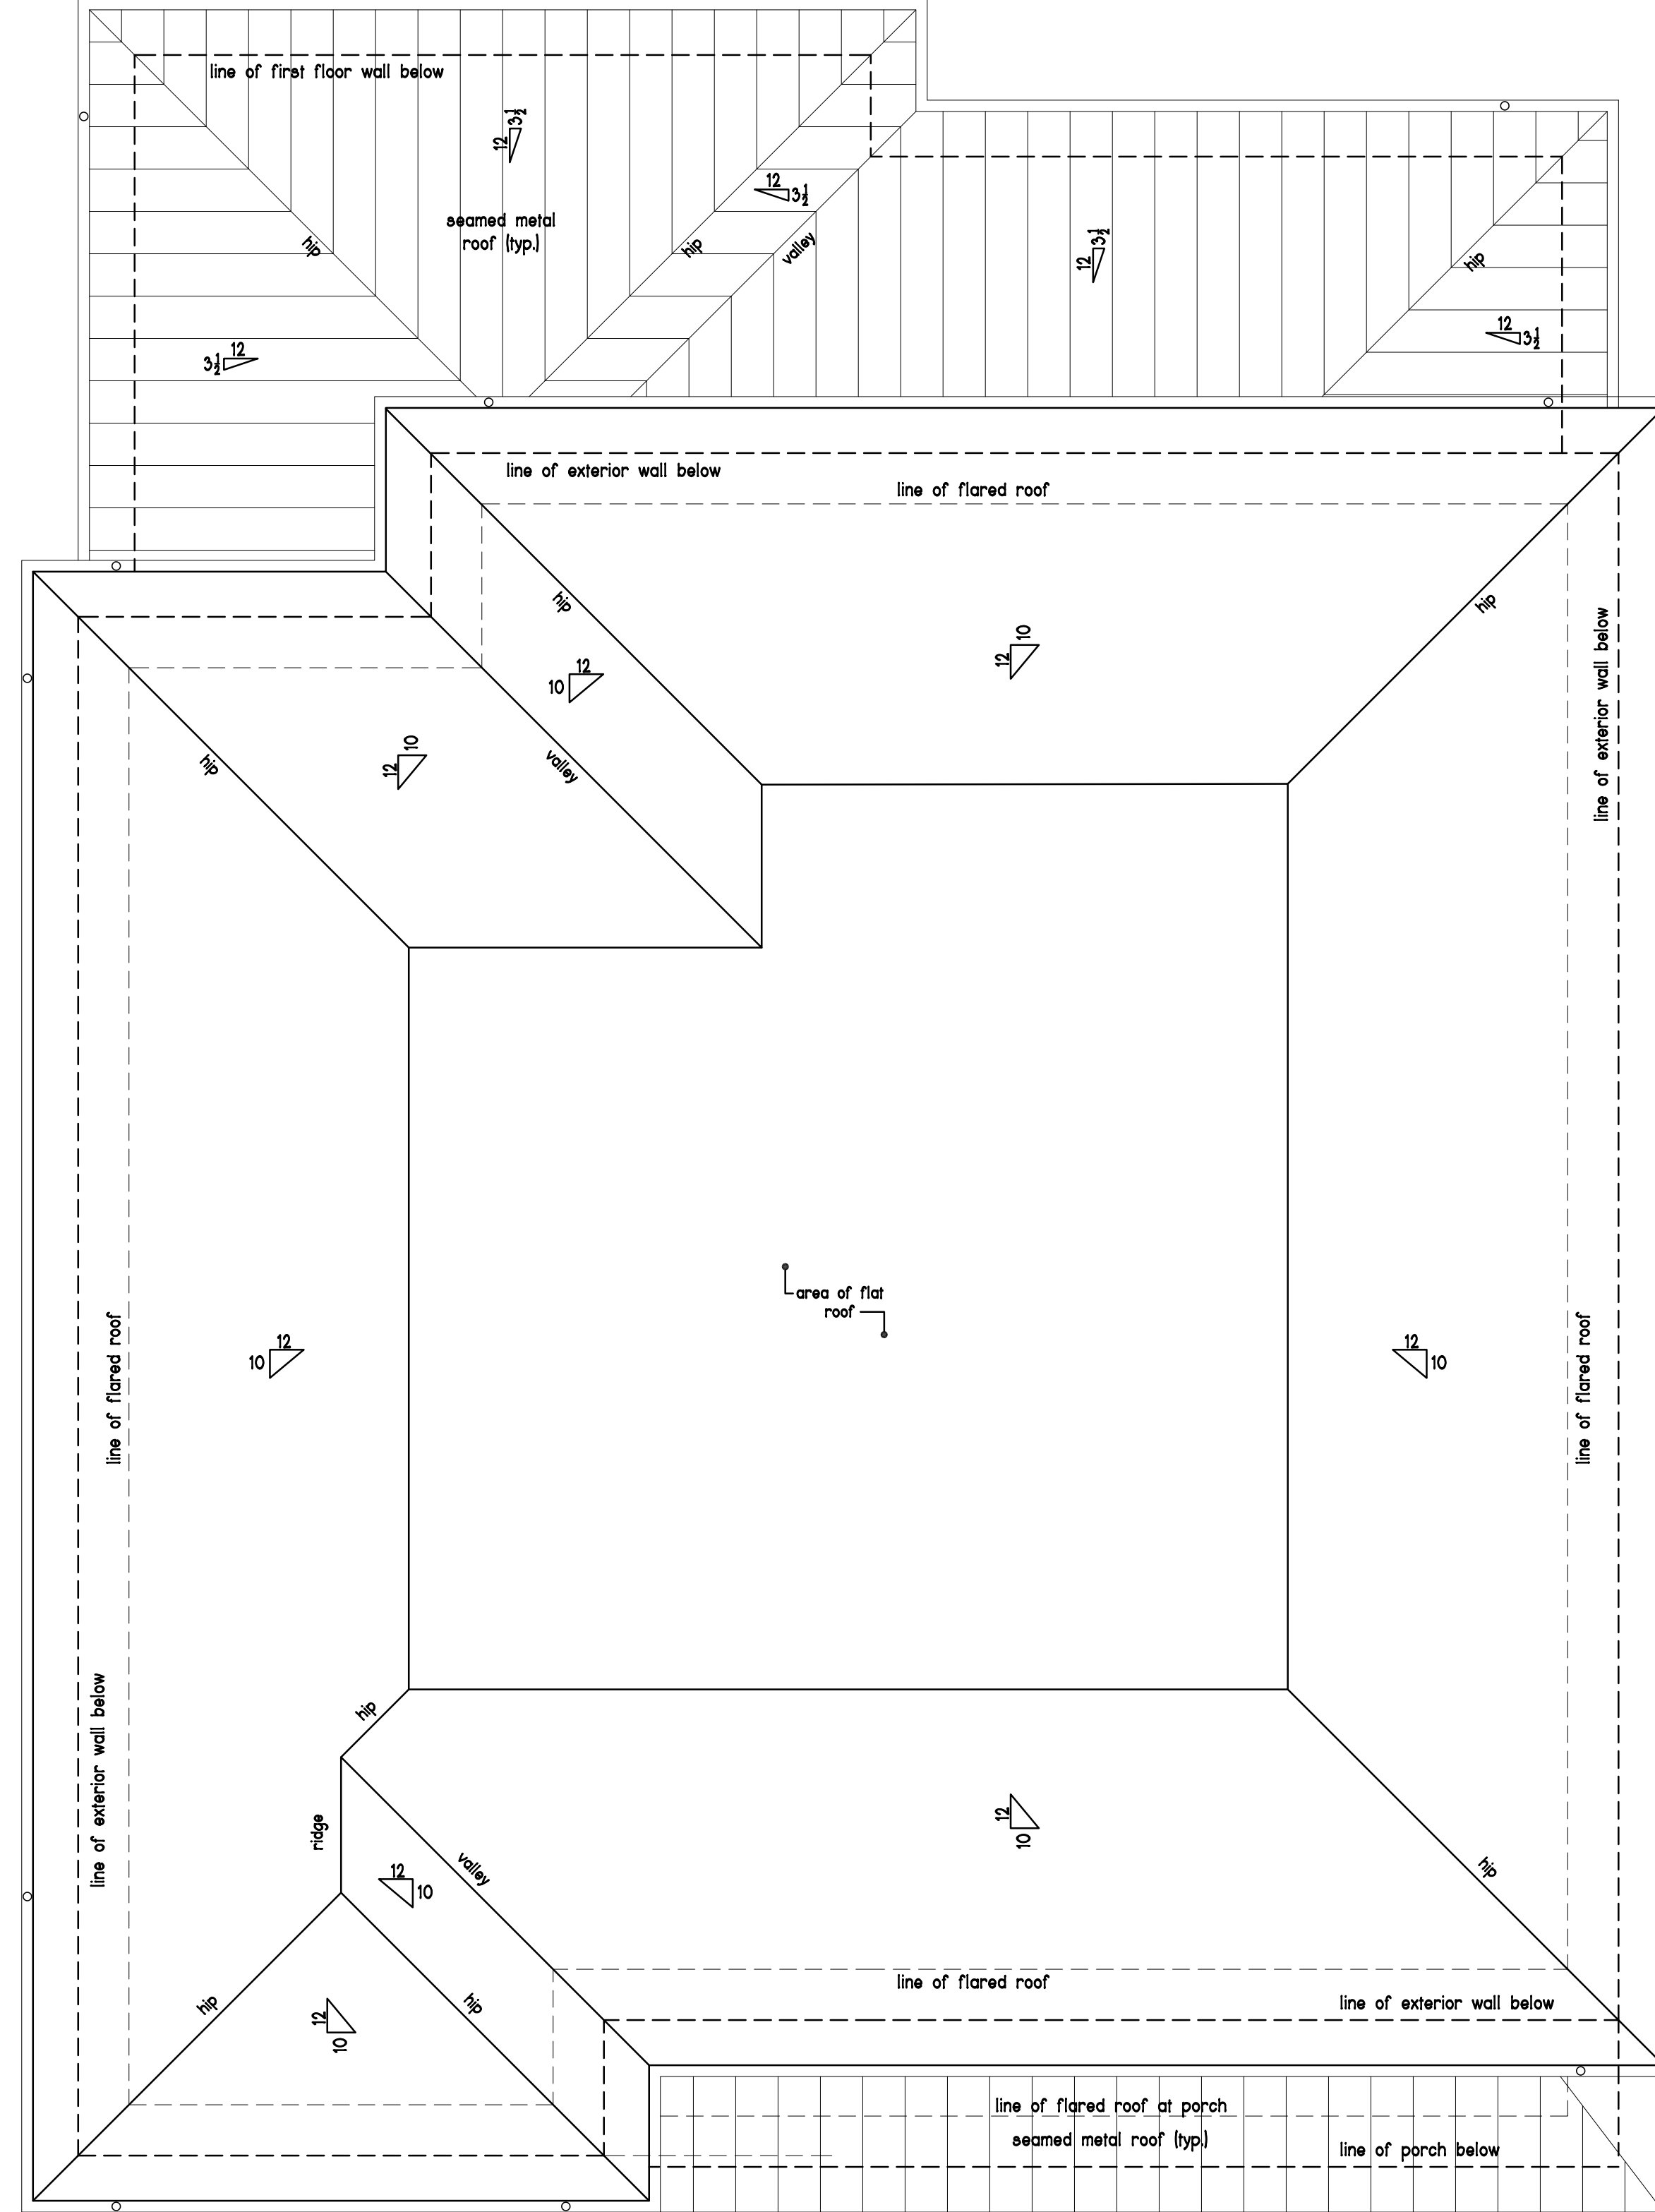 line of first floor wall below
12
3½
seamed metal
roof (typ.)
12
3½
hip
hip
valley
12
3½
hip
12
3½
12
3½
line of exterior wall below
line of flared roof
hip
hip
12
10
12
10
line of exterior wall below
hip
valley
12
10
area of flat
roof
line of flared roof
12
10
12
10
line of flared roof
line of exterior wall below
hip
ridge
valley
12
10
12
10
hip
hip
hip
12
10
line of flared roof
line of exterior wall below
line of flared roof at porch
seamed metal roof (typ.)
line of porch below